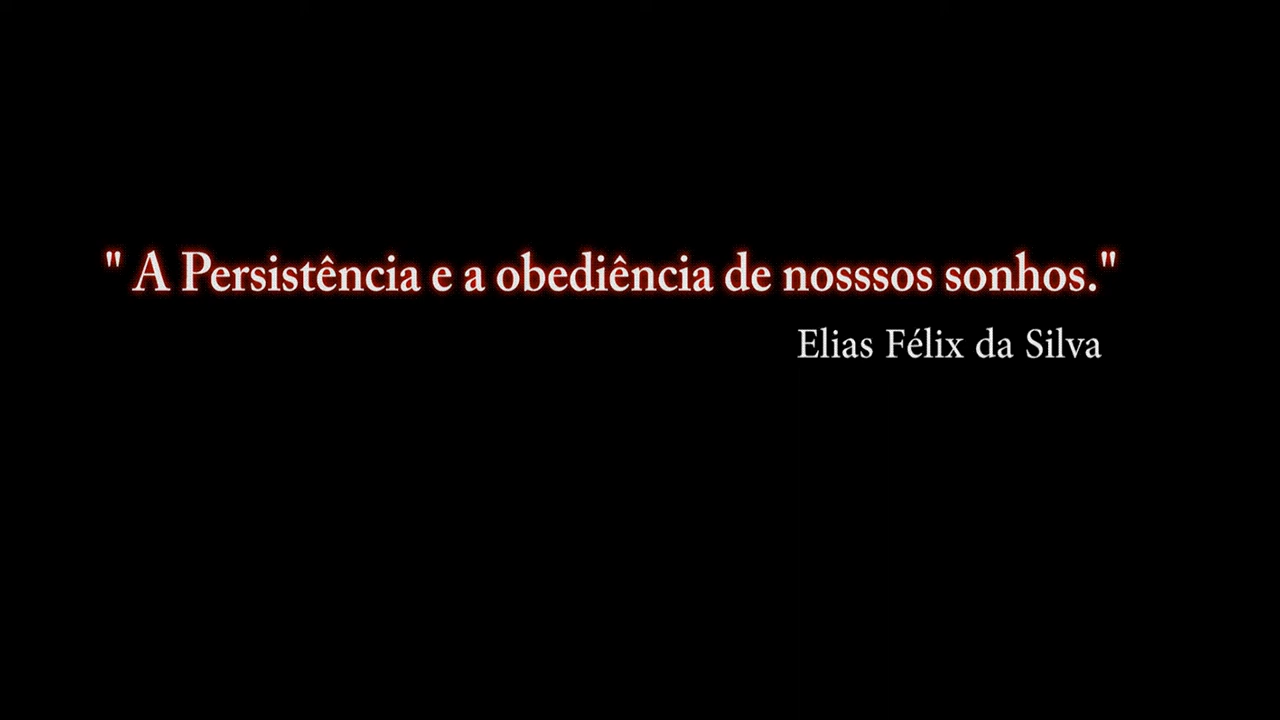 " A Persistência e a obediência de nosssos sonhos."
Elias Félix da Silva